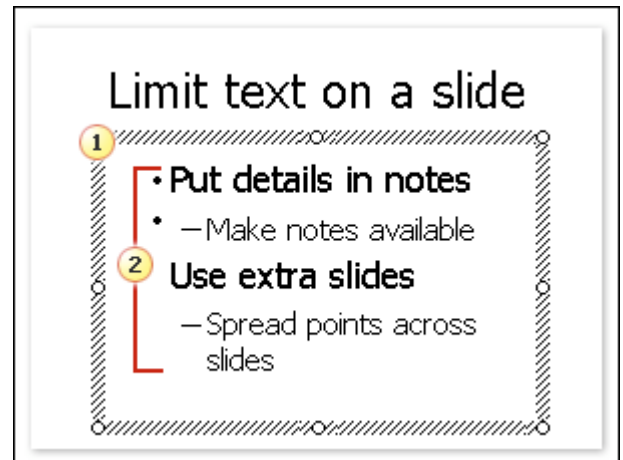 Limit text on a slide
1
• Put details in notes
• – Make notes available
2
Use extra slides
– Spread points across
slides